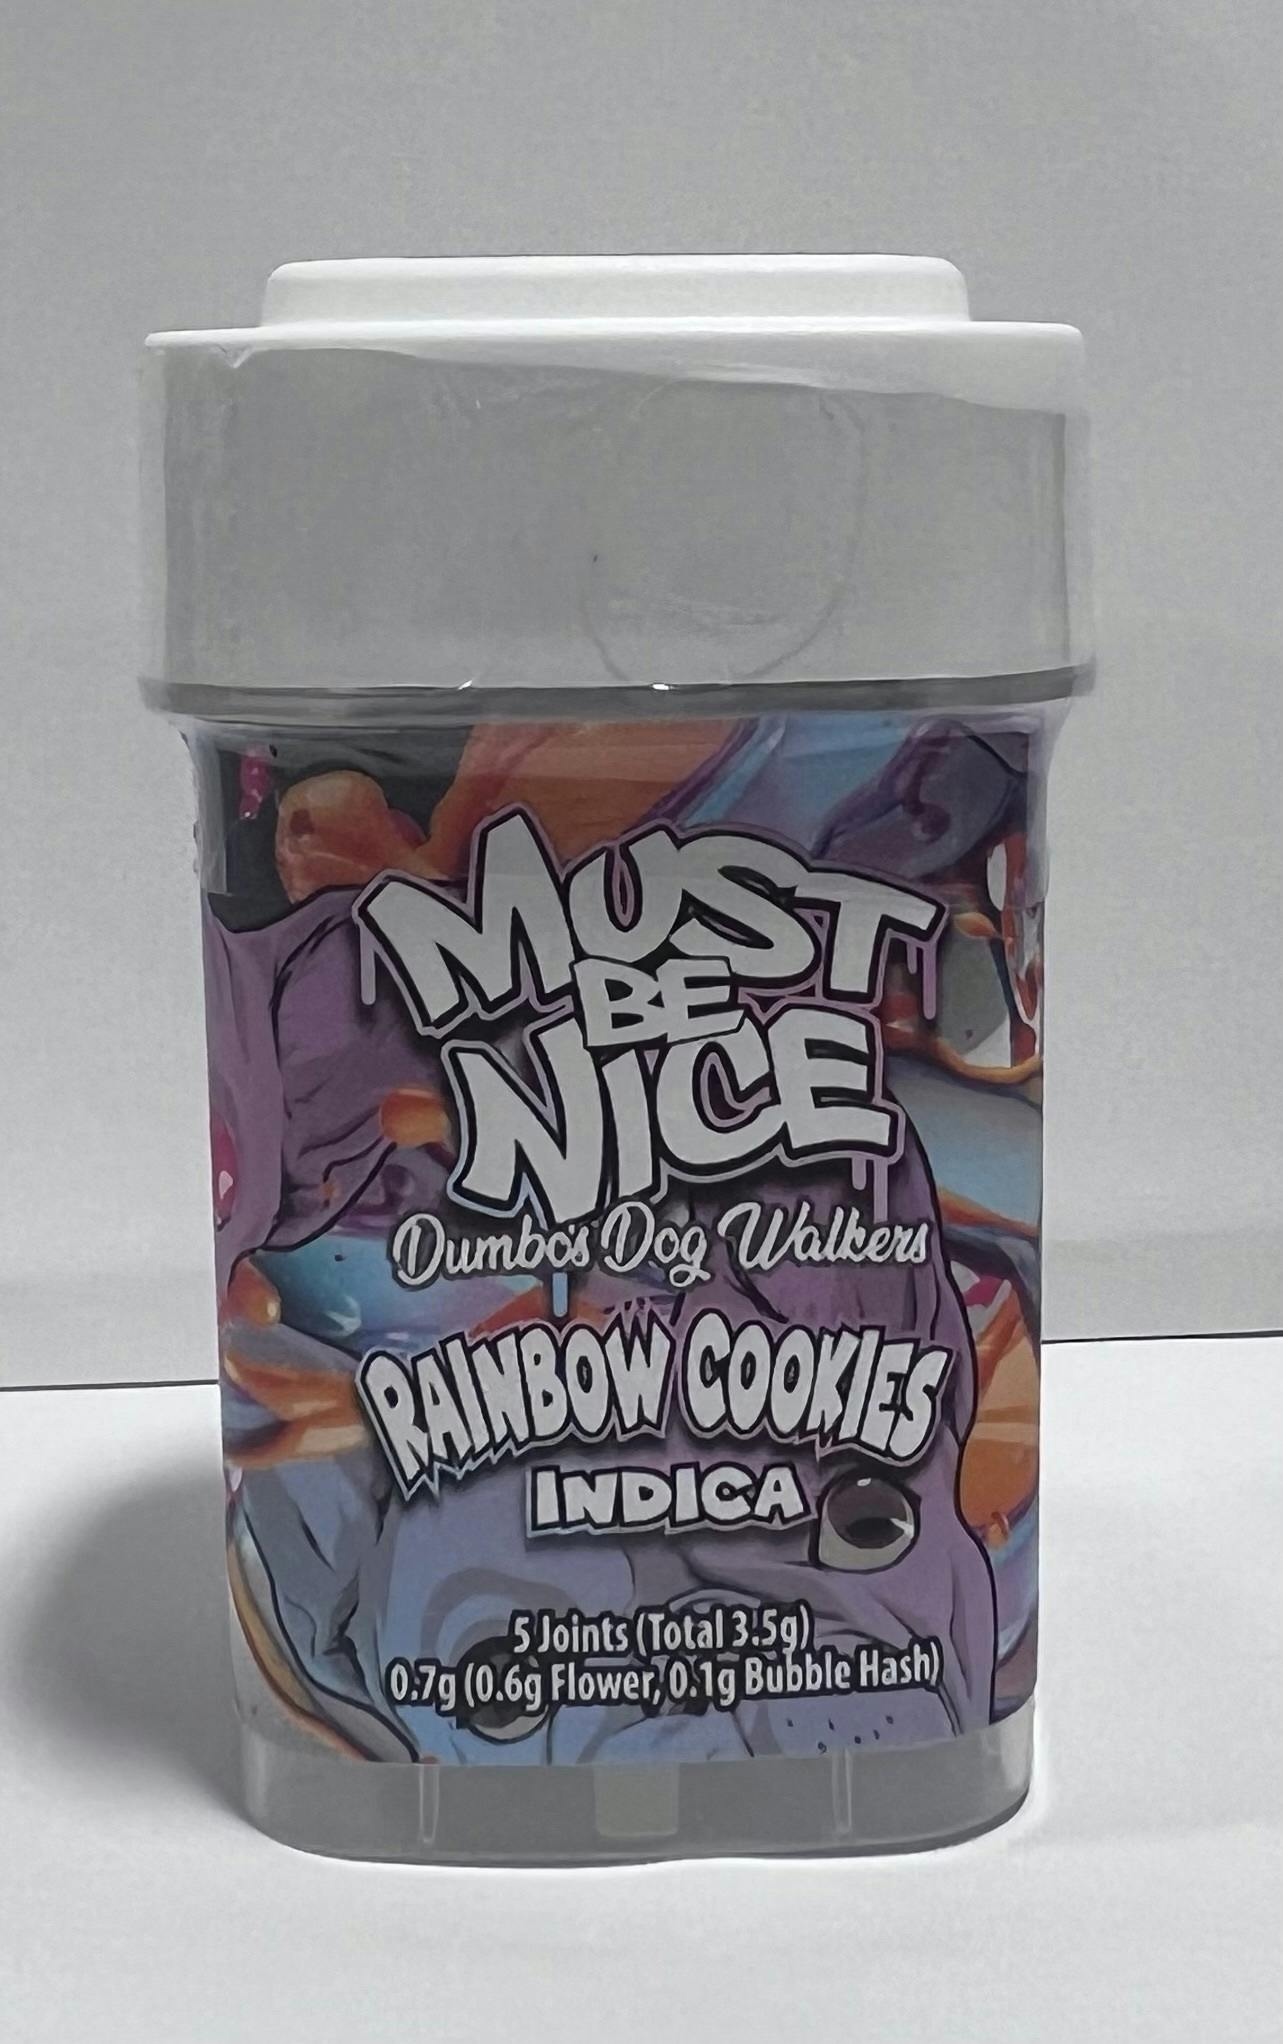 MUST
BE
NICE
Dumbo's Dog Walkers
RAINBOW COOKIES
INDICA
5 Joints (Total 3.5g)
0.7g (0.6g Flower, 0.1g Bubble Hash)